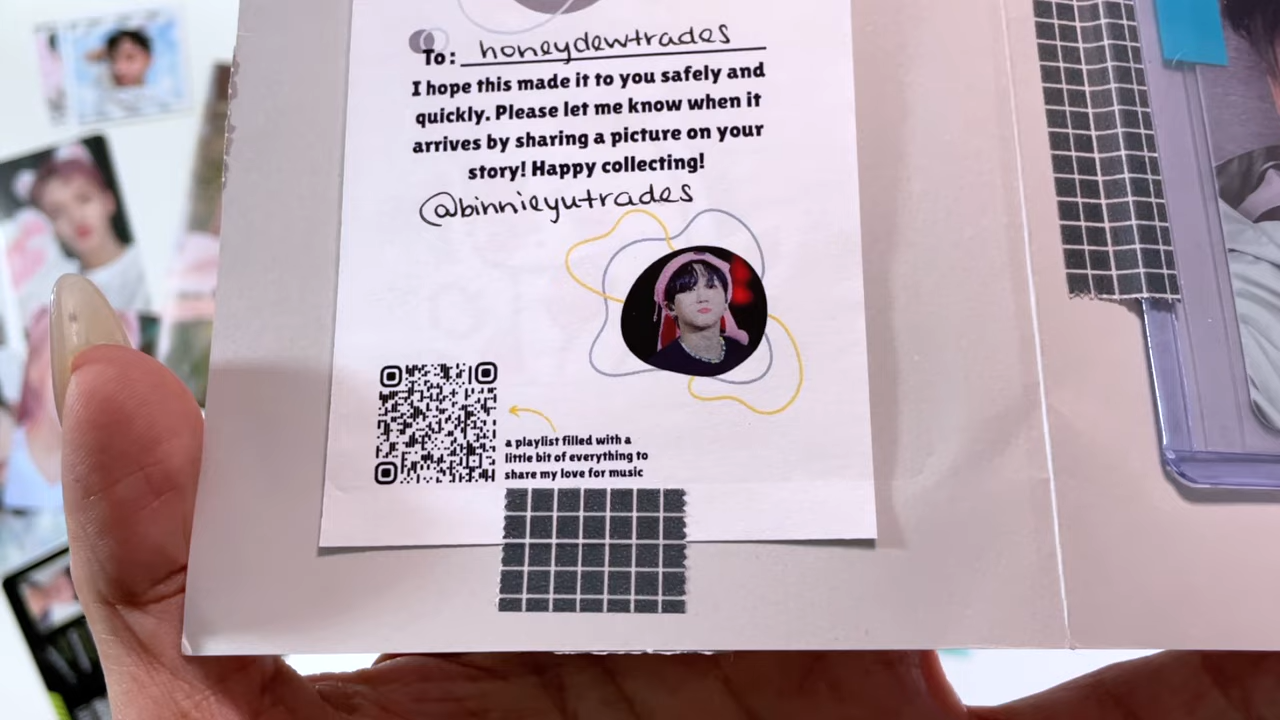 To: honeydewtrades
I hope this made it to you safely and
quickly. Please let me know when it
arrives by sharing a picture on your
story! Happy collecting!
@binnieyutrades
a playlist filled with a
little bit of everything to
share my love for music